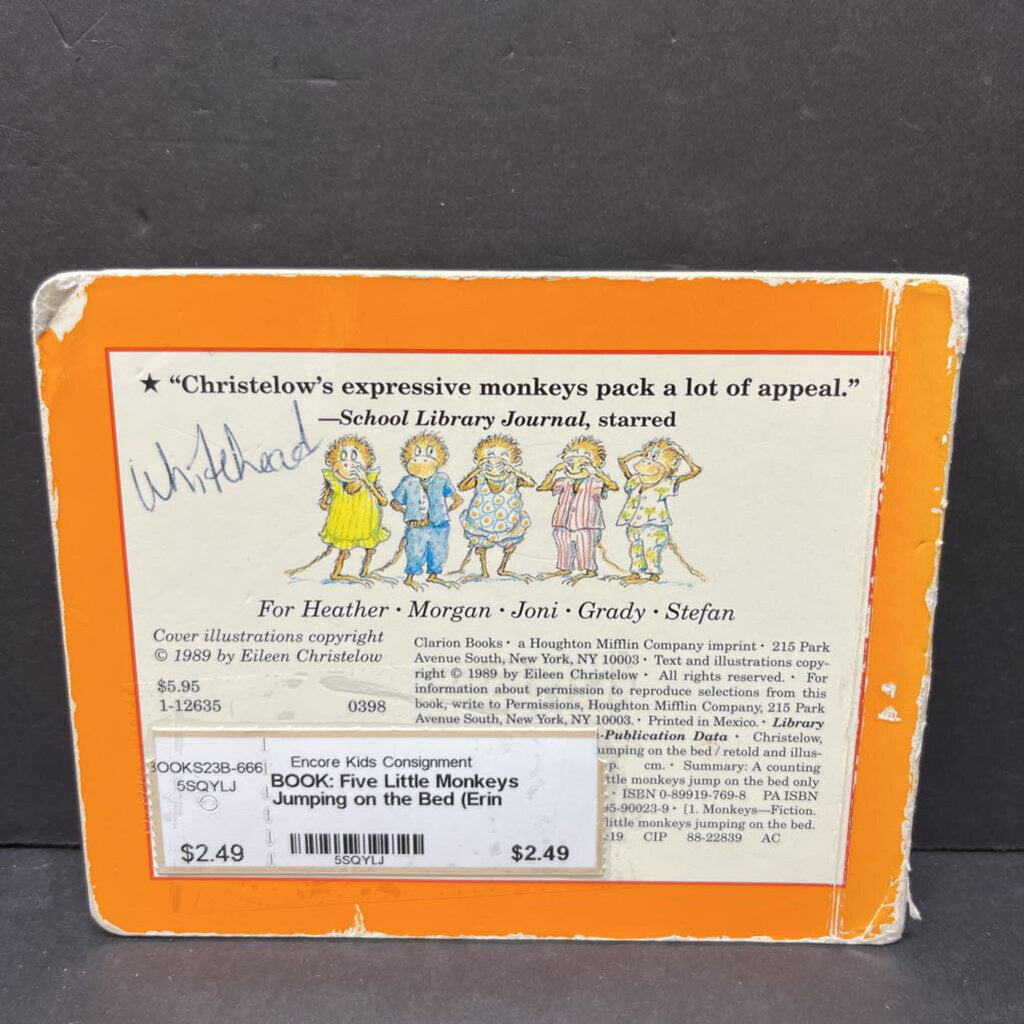 ★ “Christelow’s expressive monkeys pack a lot of appeal.”
—School Library Journal, starred
Whitehead
For Heather · Morgan · Joni · Grady · Stefan
Cover illustrations copyright
© 1989 by Eileen Christelow
$5.95
1-12635 0398
Clarion Books · a Houghton Mifflin Company imprint · 215 Park
Avenue South, New York, NY 10003 · Text and illustrations copy-
right © 1989 by Eileen Christelow · All rights reserved. · For
information about permission to reproduce selections from this
book, write to Permissions, Houghton Mifflin Company, 215 Park
Avenue South, New York, NY 10003. · Printed in Mexico. · Library
-Publication Data · Christelow,
umping on the bed / retold and illus-
p. cm. · Summary: A counting
ttle monkeys jump on the bed only
· ISBN 0-89919-769-8 PA ISBN
95-90023-9 · [1. Monkeys—Fiction.
little monkeys jumping on the bed.
19 CIP 88-22839 AC
BOOKS23B-666
5SQYLJ
$2.49
Encore Kids Consignment
BOOK: Five Little Monkeys
Jumping on the Bed (Erin
5SQYLJ
$2.49